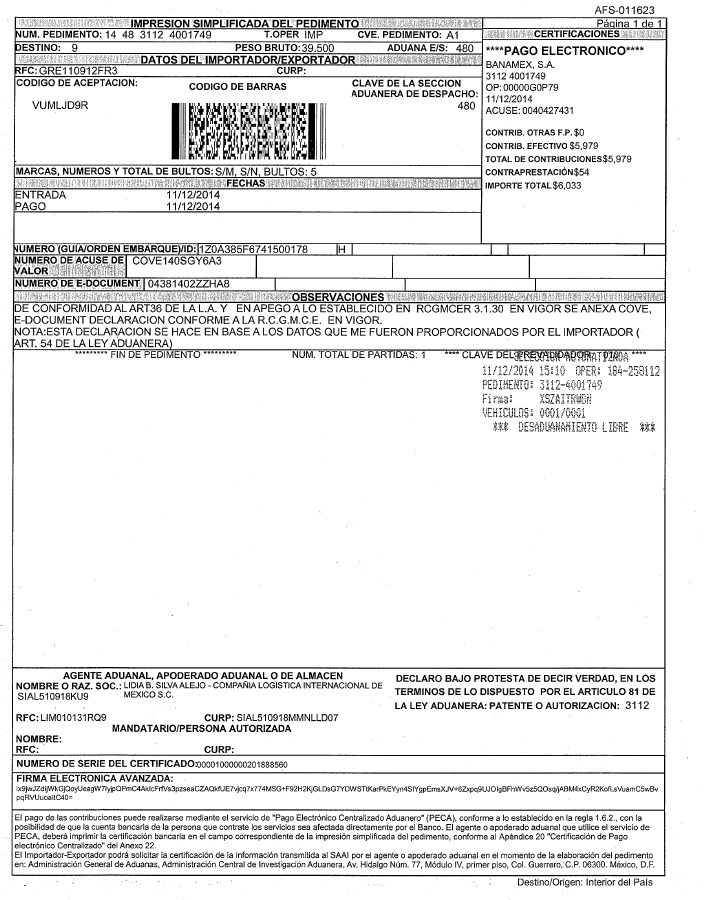 AFS-011623
IMPRESION SIMPLIFICADA DEL PEDIMENTO
Página 1 de 1
NUM. PEDIMENTO: 14 48 3112 4001749 T.OPER IMP CVE. PEDIMENTO: A1
CERTIFICACIONES
DESTINO: 9 PESO BRUTO: 39.500 ADUANA E/S: 480
DATOS DEL IMPORTADOR/EXPORTADOR
RFC: GRE110912FR3 CURP:
CODIGO DE ACEPTACION:
VUMLJD9R
CODIGO DE BARRAS
CLAVE DE LA SECCION
ADUANERA DE DESPACHO:
480
****PAGO ELECTRONICO****
BANAMEX, S.A.
3112 4001749
OP: 00000G0P79
11/12/2014
ACUSE: 0040427431
CONTRIB. OTRAS F.P. $0
CONTRIB. EFECTIVO $5,979
TOTAL DE CONTRIBUCIONES$5,979
CONTRAPRESTACIÓN$54
IMPORTE TOTAL $6,033
MARCAS, NUMEROS Y TOTAL DE BULTOS: S/M, S/N, BULTOS: 5
FECHAS
ENTRADA 11/12/2014
PAGO 11/12/2014
NUMERO (GUIA/ORDEN EMBARQUE)/ID: 1Z0A385F6741500178 H
NUMERO DE ACUSE DE VALOR COVE140SGY6A3
NUMERO DE E-DOCUMENT 04381402ZZHA8
OBSERVACIONES
DE CONFORMIDAD AL ART36 DE LA L.A. Y EN APEGO A LO ESTABLECIDO EN RCGMCER 3.1.30 EN VIGOR SE ANEXA COVE,
E-DOCUMENT DECLARACION CONFORME A LA R.C.G.M.C.E. EN VIGOR.
NOTA:ESTA DECLARACION SE HACE EN BASE A LOS DATOS QUE ME FUERON PROPORCIONADOS POR EL IMPORTADOR (
ART. 54 DE LA LEY ADUANERA)
********* FIN DE PEDIMENTO ********* NUM. TOTAL DE PARTIDAS: 1 **** CLAVE DEL PREVALIDADOR: 010 ****
SELECCION AUTOMATIZADA
11/12/2014 15:10 OPER: 184-258112
PEDIMENTO: 3112-4001749
Firma: XSZAITRWDN
VEHICULOS: 0001/0001
*** DESADUANAMIENTO LIBRE ***
AGENTE ADUANAL, APODERADO ADUANAL O DE ALMACEN
NOMBRE O RAZ. SOC.: LIDIA B. SILVA ALEJO - COMPAÑIA LOGISTICA INTERNACIONAL DE
SIAL510918KU9 MEXICO S.C.
RFC: LIM010131RQ9 CURP: SIAL510918MMNLLD07
MANDATARIO/PERSONA AUTORIZADA
NOMBRE:
RFC: CURP:
DECLARO BAJO PROTESTA DE DECIR VERDAD, EN LOS
TERMINOS DE LO DISPUESTO POR EL ARTICULO 81 DE
LA LEY ADUANERA: PATENTE O AUTORIZACION: 3112
NUMERO DE SERIE DEL CERTIFICADO: 00001000000201888560
FIRMA ELECTRONICA AVANZADA:
El pago de las contribuciones puede realizarse mediante el servicio de "Pago Electrónico Centralizado Aduanero" (PECA), conforme a lo establecido en la regla 1.6.2., con la
posibilidad de que la cuenta bancaria de la persona que contrate los servicios sea afectada directamente por el Banco. El agente o apoderado aduanal que utilice el servicio de
PECA, deberá imprimir la certificación bancaria en el campo correspondiente de la impresión simplificada del pedimento, conforme al Apéndice 20 "Certificación de Pago
electrónico Centralizado" del Anexo 22.
El Importador-Exportador podrá solicitar la certificación de la información transmitida al SAAI por el agente o apoderado aduanal en el momento de la elaboración del pedimento
en: Administración General de Aduanas, Administración Central de Investigación Aduanera, Av. Hidalgo Núm. 77, Módulo IV, primer piso, Col. Guerrero, C.P. 06300. México, D.F.
Destino/Origen: Interior del País